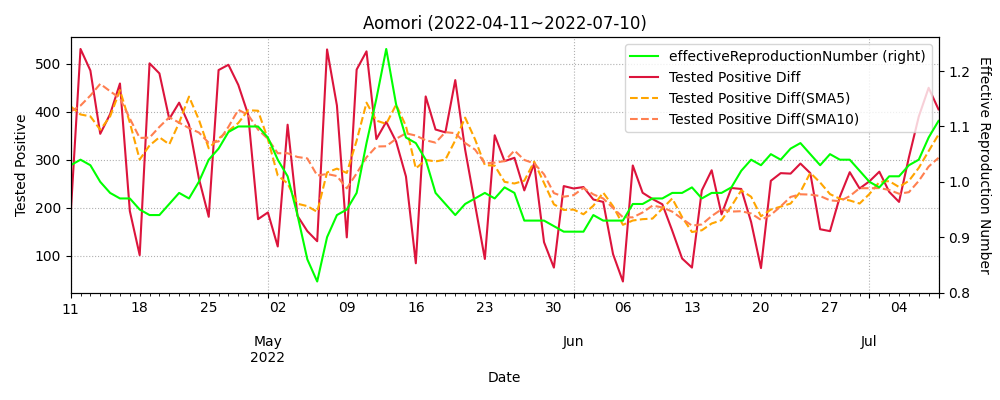 Aomori (2022-04-11~2022-07-10)
effectiveReproductionNumber (right)
Tested Positive Diff
Tested Positive Diff(SMA5)
Tested Positive Diff(SMA10)
Tested Positive
500
400
300
200
100
1.2
1.1
1.0
0.9
0.8
Effective Reproduction Number
11 18 25 02 09 16 23 30 06 13 20 27 04
May Jun Jul
2022
Date